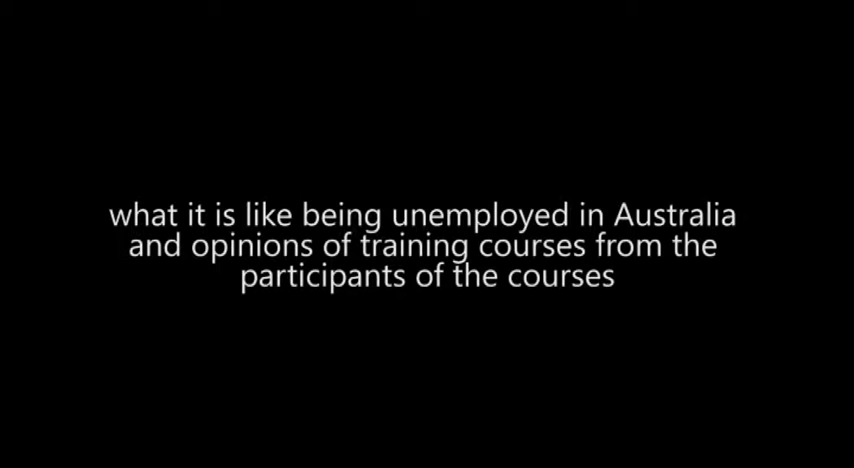 what it is like being unemployed in Australia
and opinions of training courses from the
participants of the courses